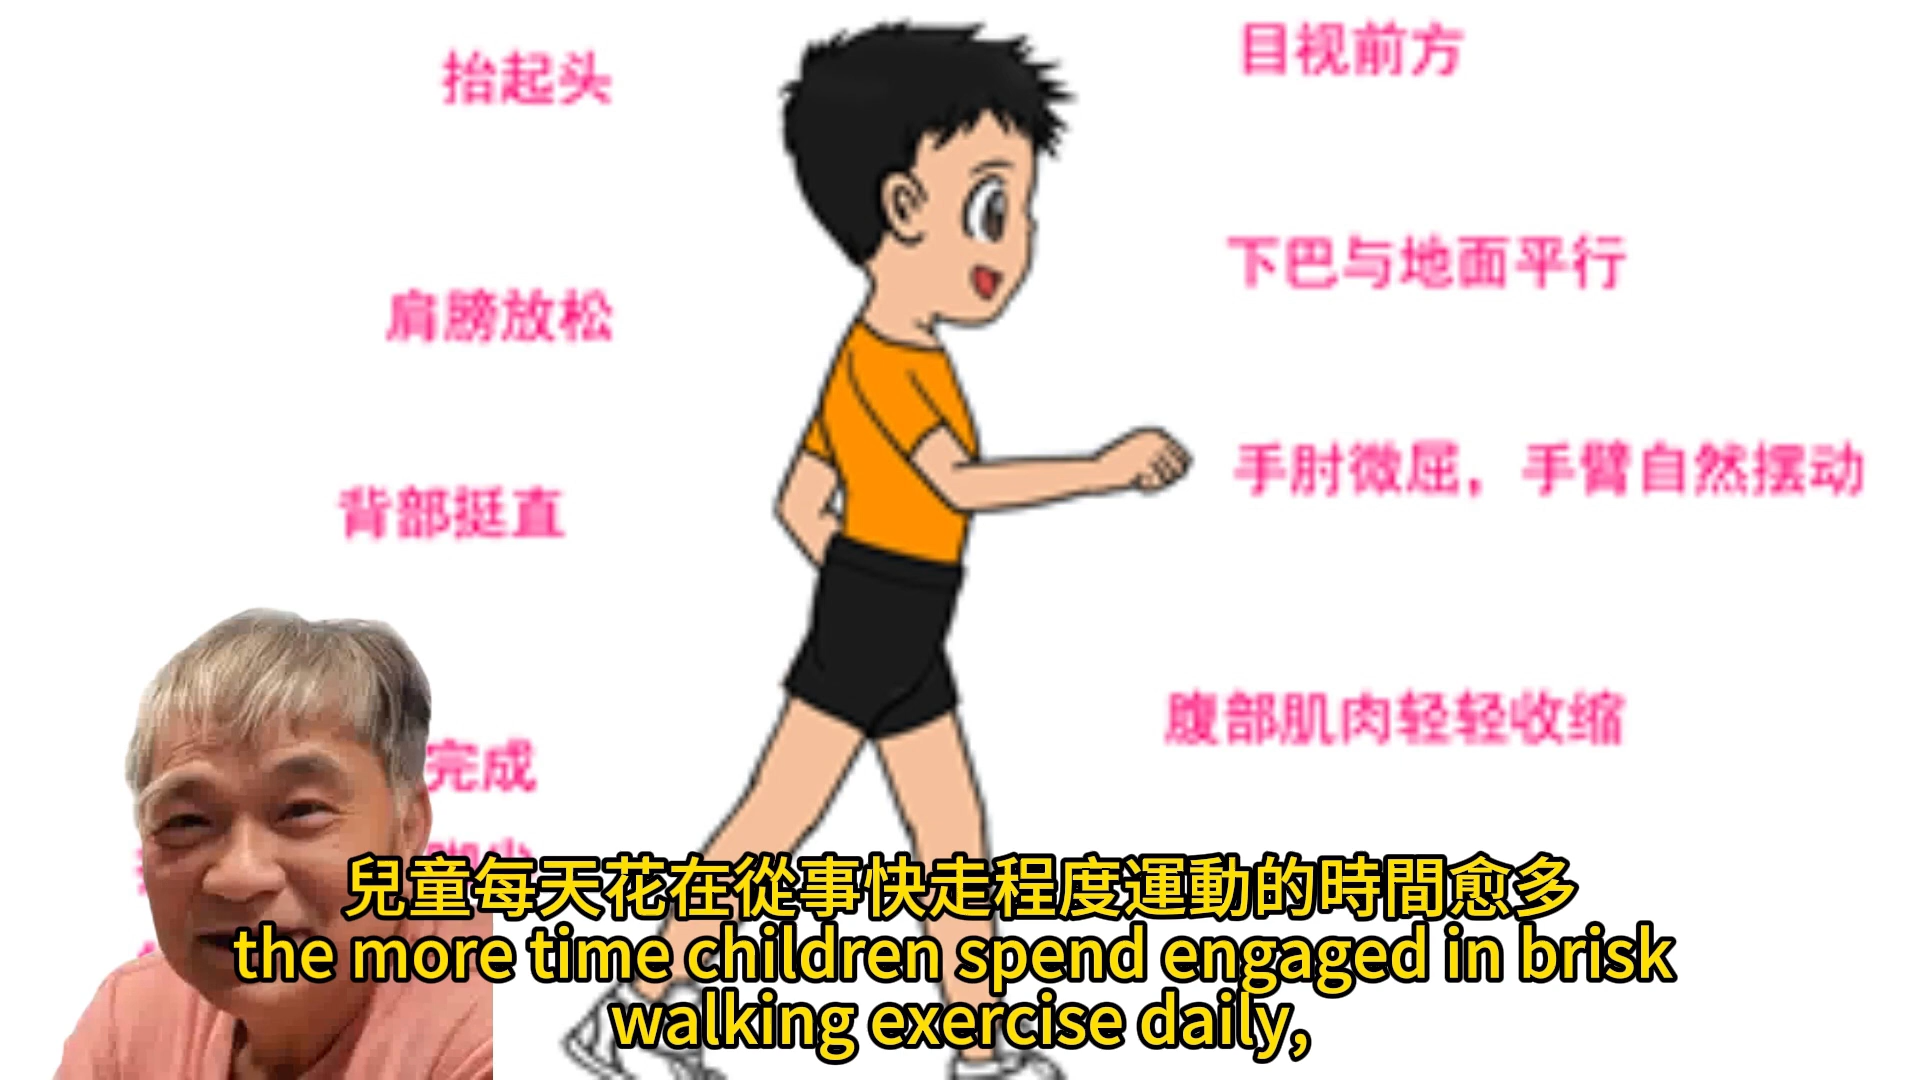 抬起头
目视前方
下巴与地面平行
肩膀放松
手肘微屈，手臂自然摆动
背部挺直
腹部肌肉轻轻收缩
完成
兒童每天花在從事快走程度運動的時間愈多
the more time children spend engaged in brisk
walking exercise daily,